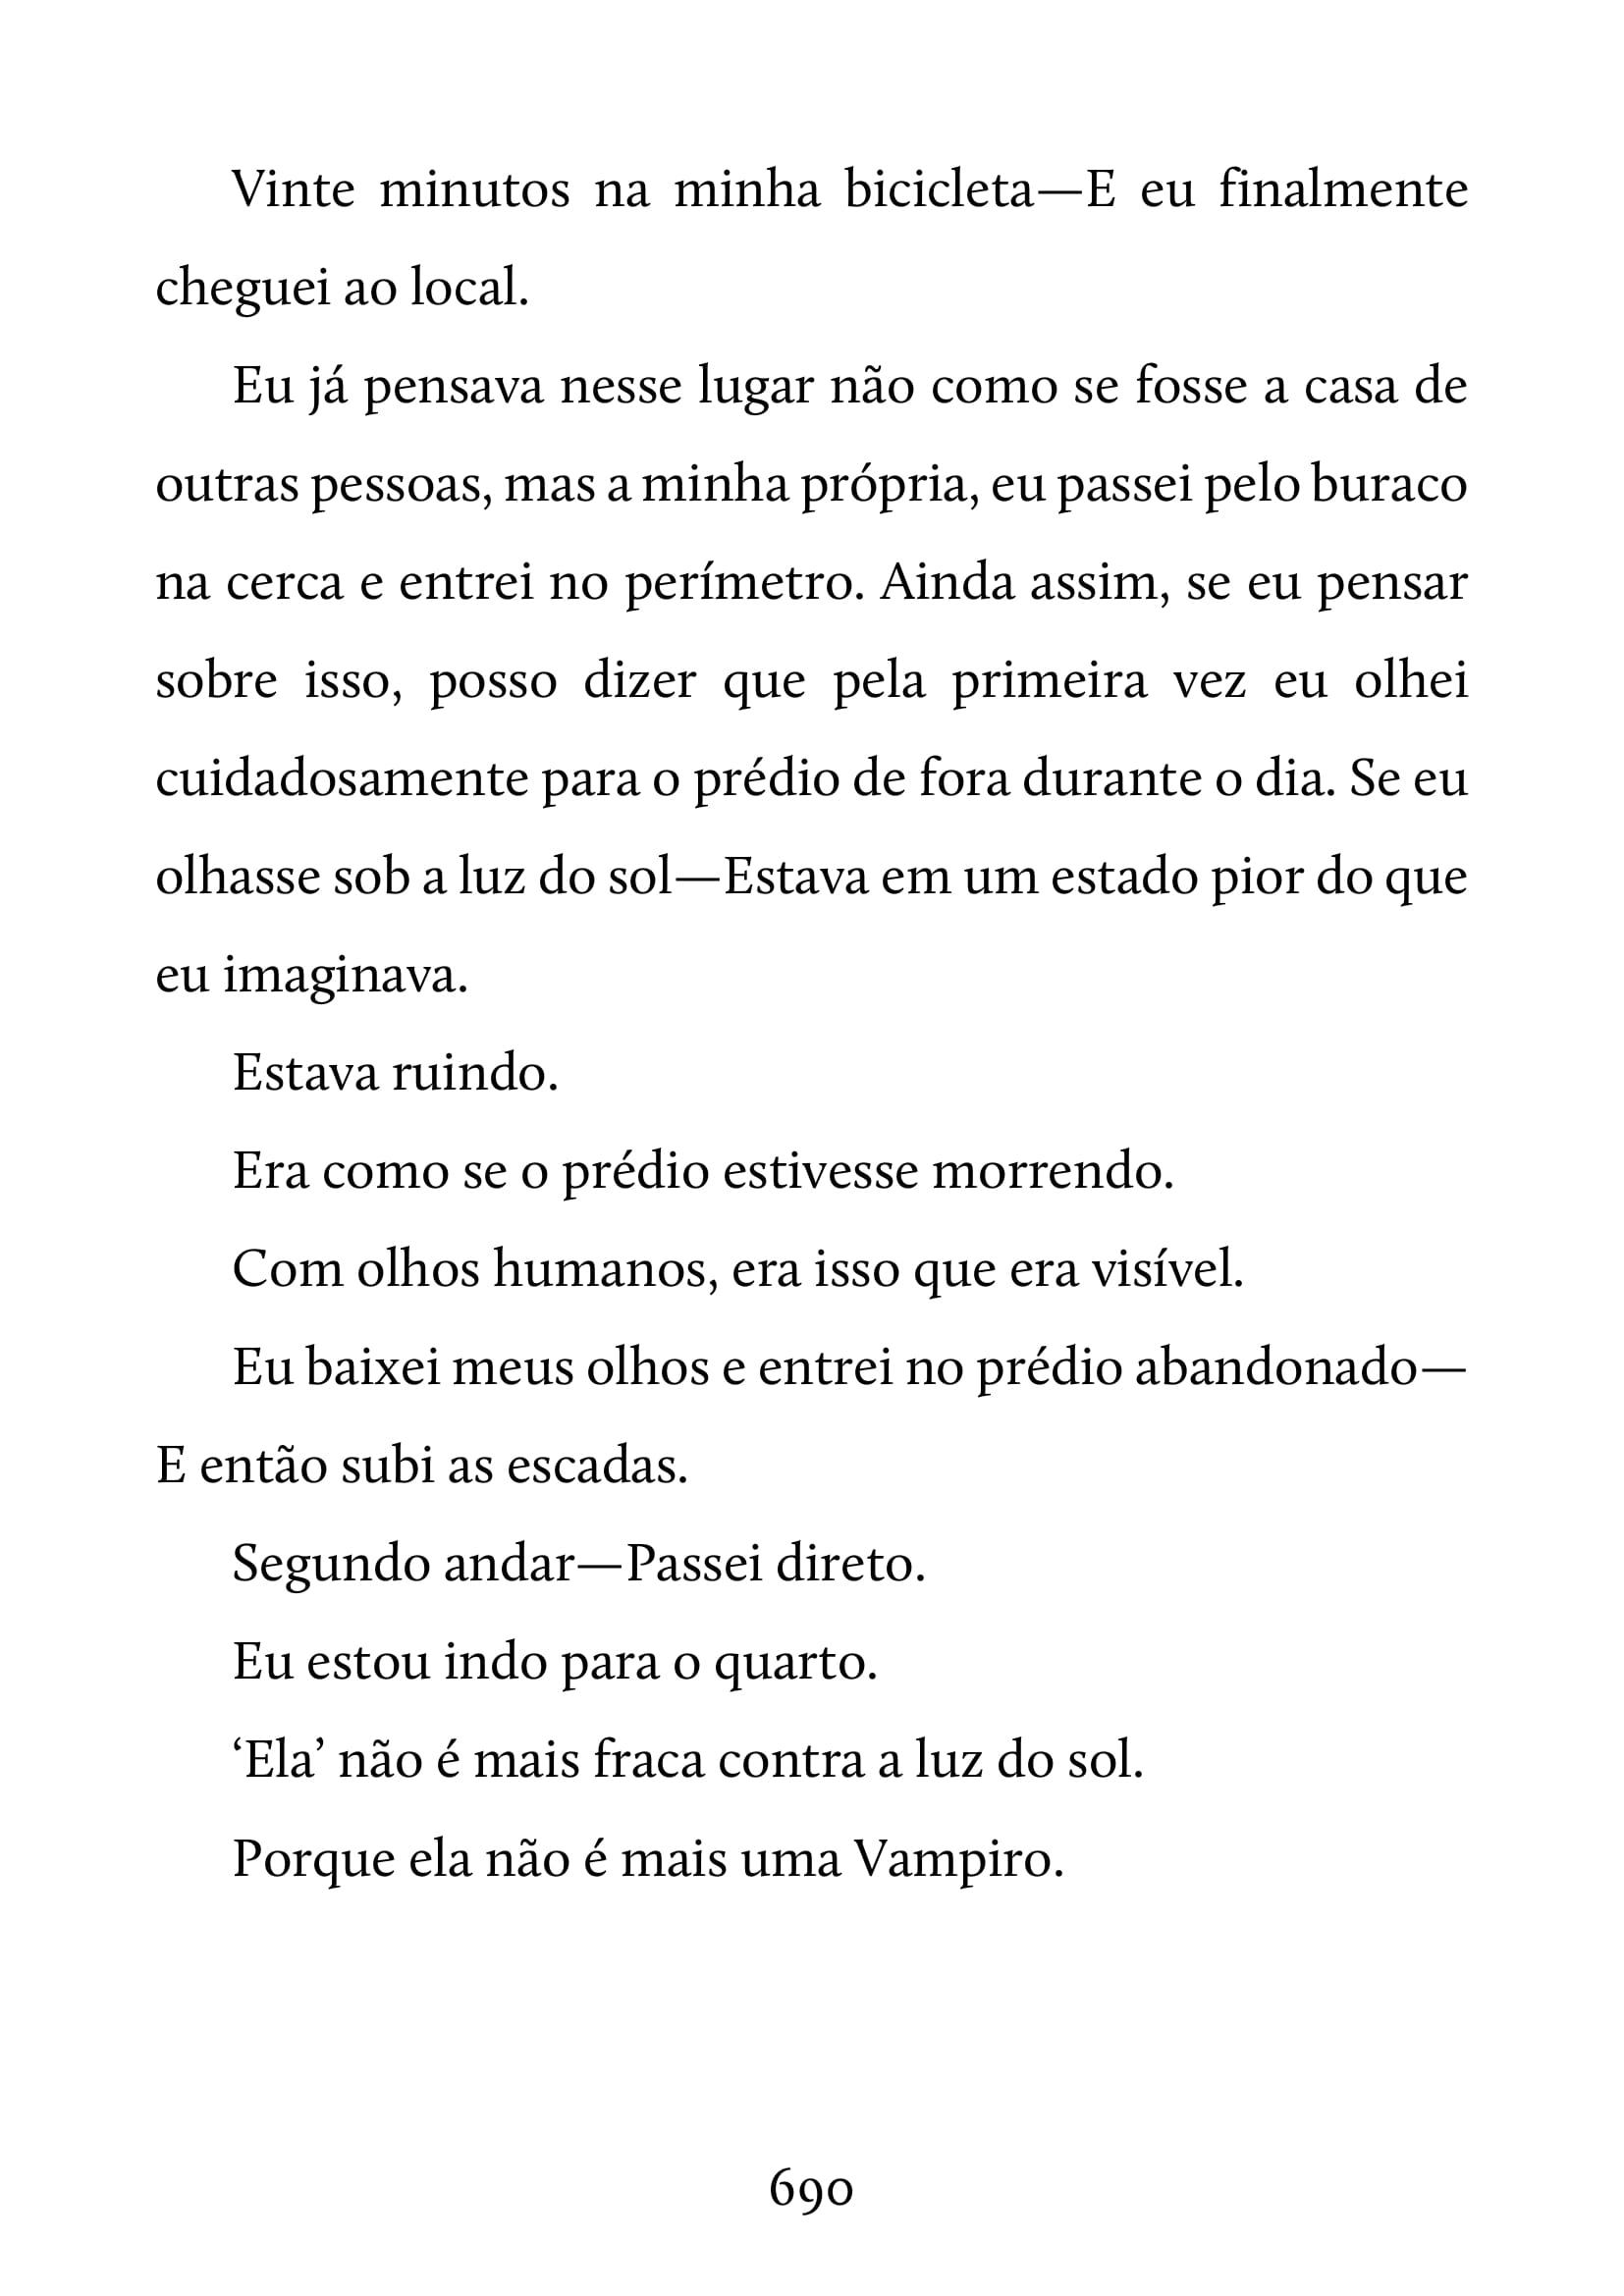 Vinte minutos na minha bicicleta—E eu finalmente
cheguei ao local.
Eu já pensava nesse lugar não como se fosse a casa de
outras pessoas, mas a minha própria, eu passei pelo buraco
na cerca e entrei no perímetro. Ainda assim, se eu pensar
sobre isso, posso dizer que pela primeira vez eu olhei
cuidadosamente para o prédio de fora durante o dia. Se eu
olhasse sob a luz do sol—Estava em um estado pior do que
eu imaginava.
Estava ruindo.
Era como se o prédio estivesse morrendo.
Com olhos humanos, era isso que era visível.
Eu baixei meus olhos e entrei no prédio abandonado—
E então subi as escadas.
Segundo andar—Passei direto.
Eu estou indo para o quarto.
‘Ela’ não é mais fraca contra a luz do sol.
Porque ela não é mais uma Vampiro.
690